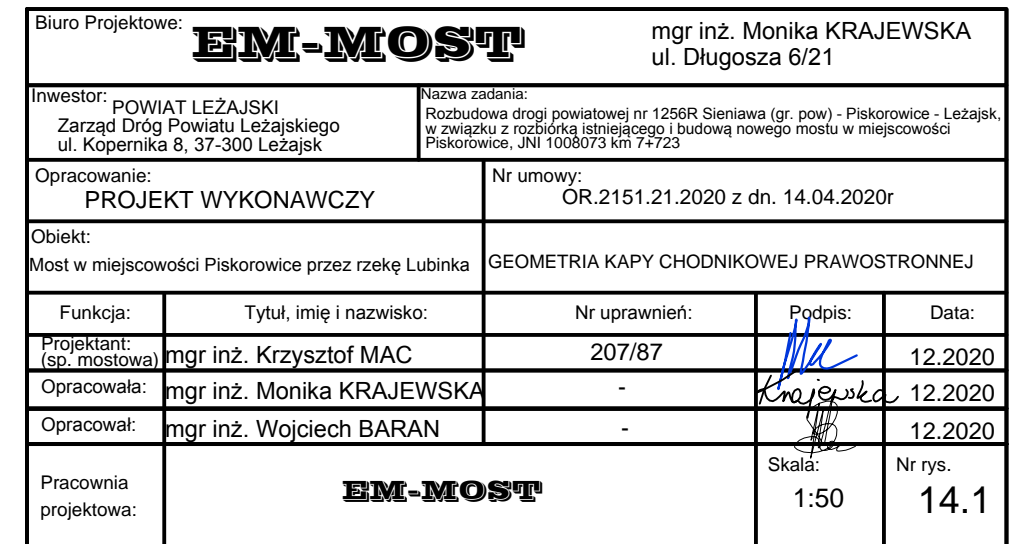 Biuro Projektowe:
EM-MOST
mgr inż. Monika KRAJEWSKA
ul. Długosza 6/21
Inwestor:
POWIAT LEŻAJSKI
Zarząd Dróg Powiatu Leżajskiego
ul. Kopernika 8, 37-300 Leżajsk
Nazwa zadania:
Rozbudowa drogi powiatowej nr 1256R Sieniawa (gr. pow) - Piskorowice - Leżajsk,
w związku z rozbiórką istniejącego i budową nowego mostu w miejscowości
Piskorowice, JNI 1008073 km 7+723
Opracowanie:
PROJEKT WYKONAWCZY
Nr umowy:
OR.2151.21.2020 z dn. 14.04.2020r
Obiekt:
Most w miejscowości Piskorowice przez rzekę Lubinka
GEOMETRIA KAPY CHODNIKOWEJ PRAWOSTRONNEJ
Funkcja: Tytuł, imię i nazwisko: Nr uprawnień: Podpis: Data:
Projektant:
(sp. mostowa) mgr inż. Krzysztof MAC 207/87 12.2020
Opracowała: mgr inż. Monika KRAJEWSKA - Krajewska 12.2020
Opracował: mgr inż. Wojciech BARAN - 12.2020
Pracownia
projektowa:
EM-MOST
Skala:
1:50
Nr rys.
14.1